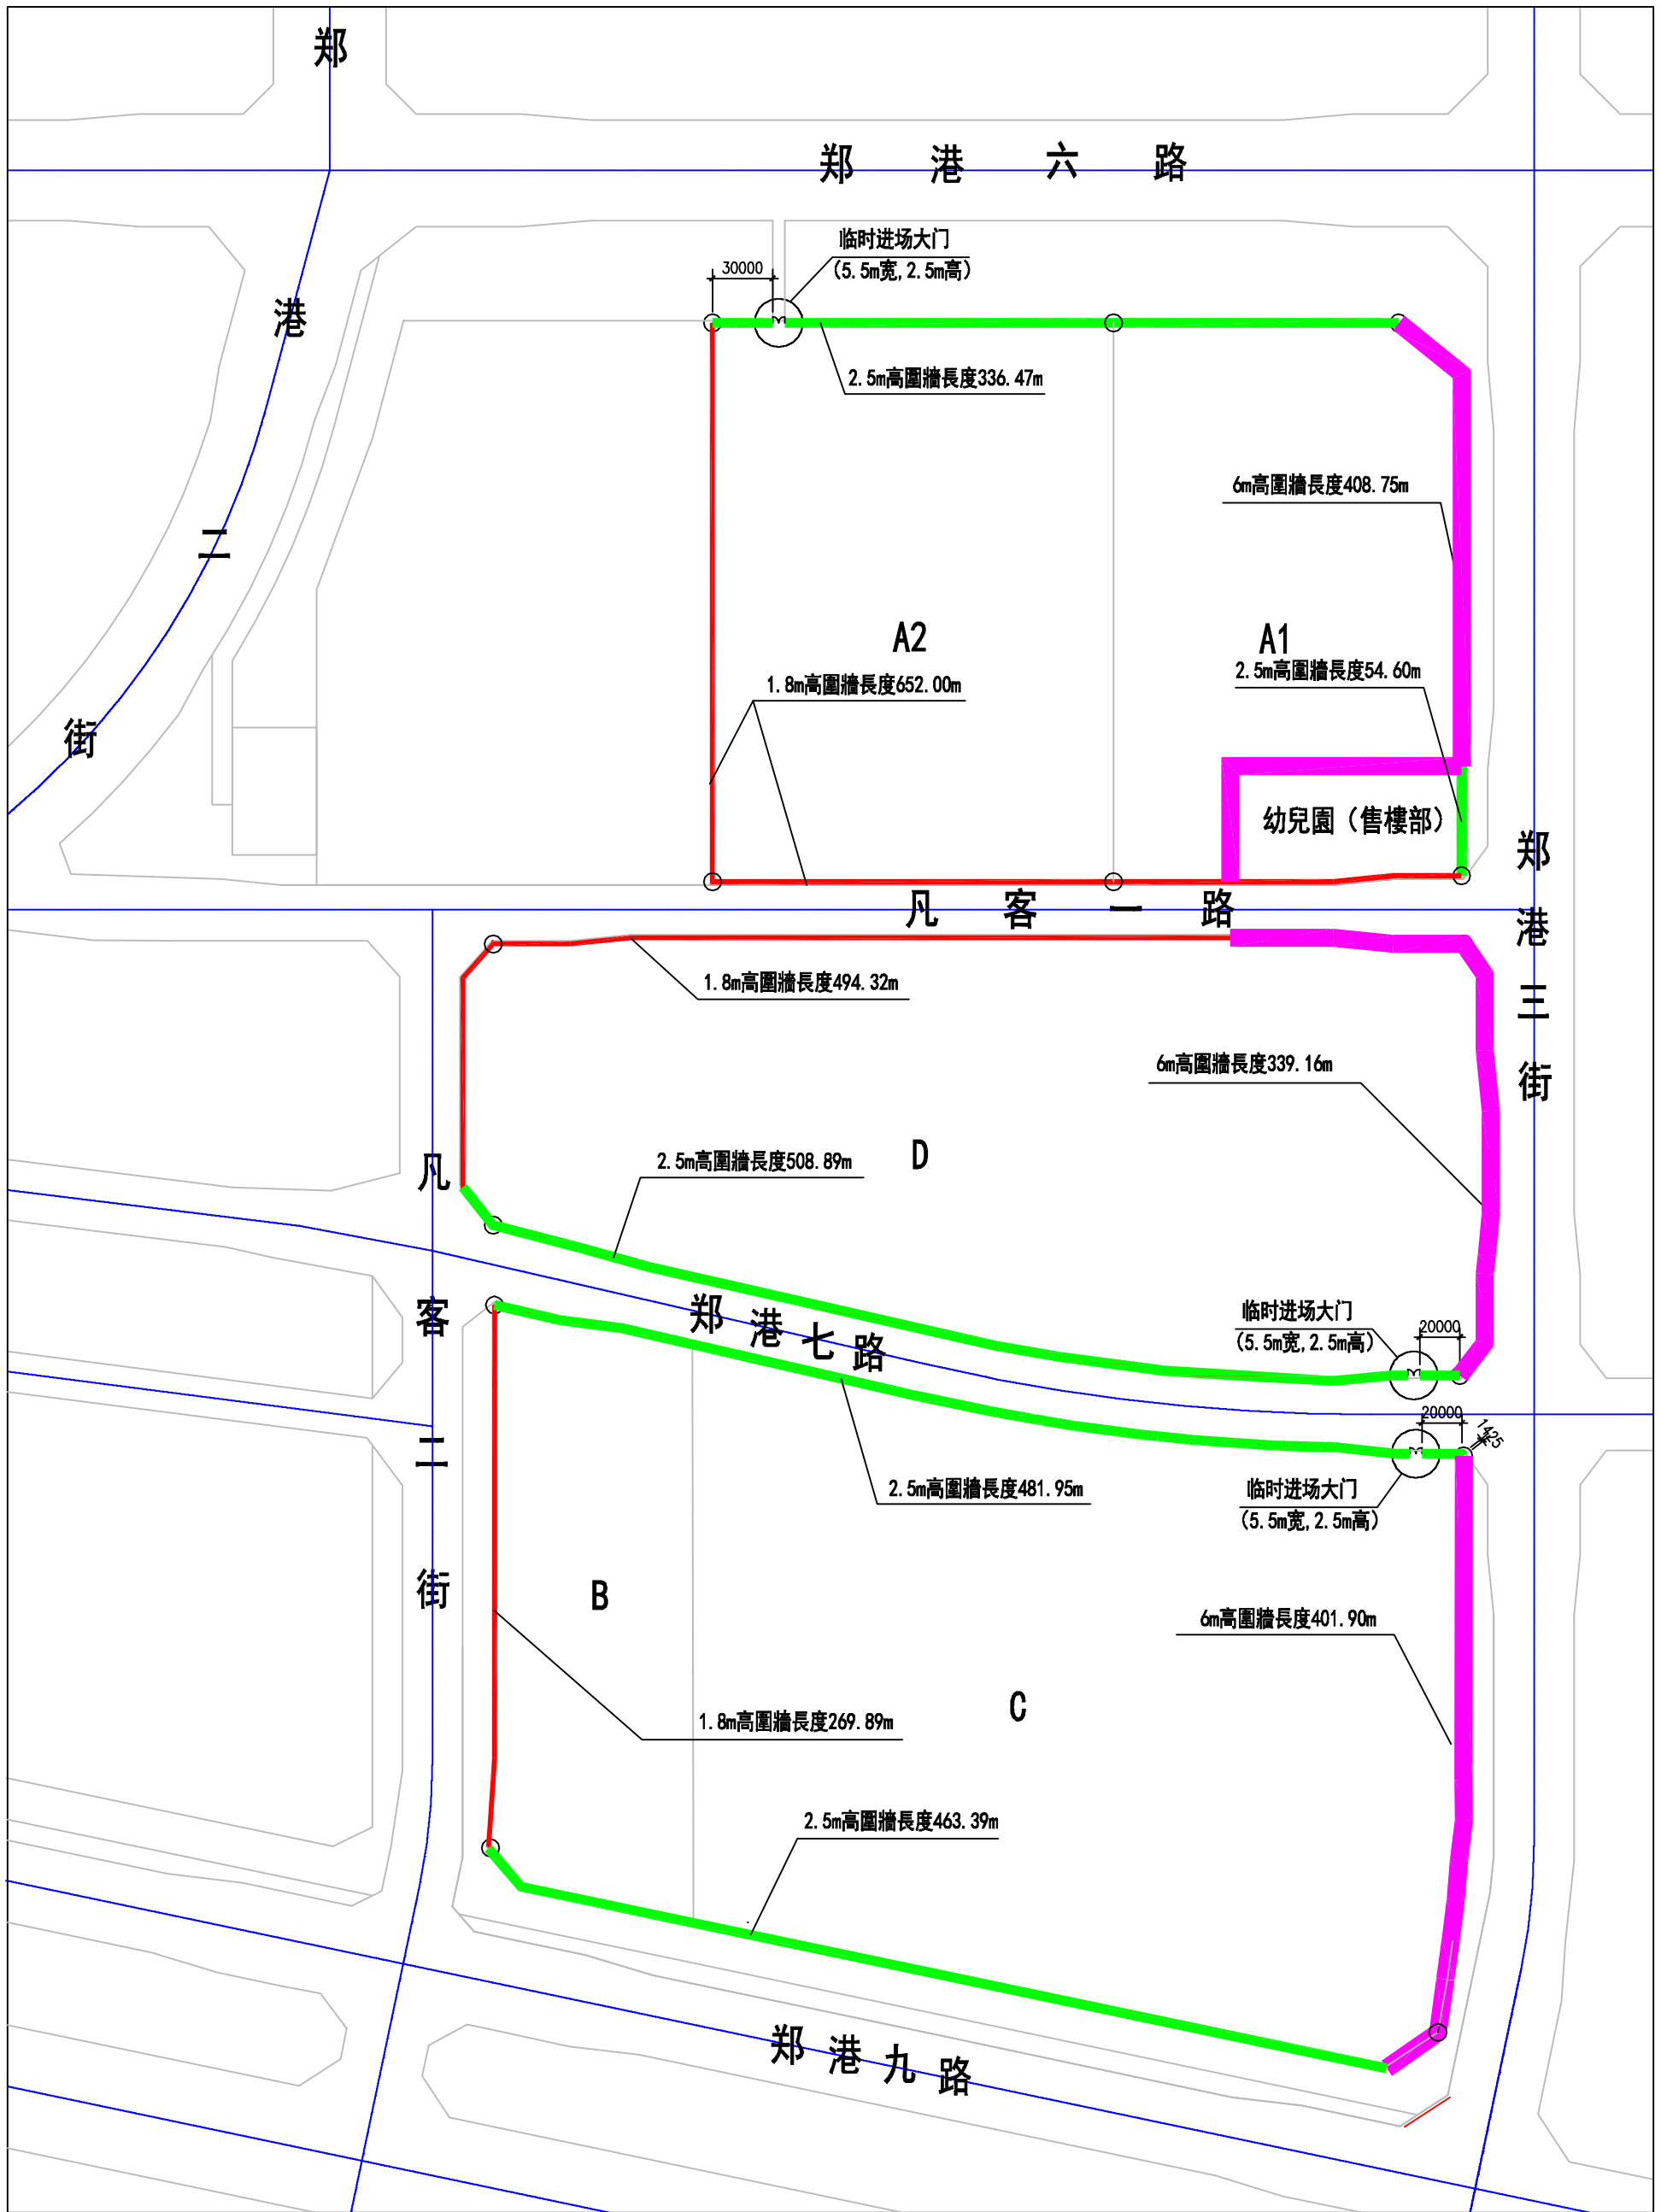 郑
港
二
街
郑 港 六 路
临时进场大门
(5.5m宽,2.5m高)
30000
2.5m高圍牆長度336.47m
6m高圍牆長度408.75m
A2
A1
2.5m高圍牆長度54.60m
1.8m高圍牆長度652.00m
幼兒園（售樓部）
郑
港
三
街
凡 客 一 路
1.8m高圍牆長度494.32m
6m高圍牆長度339.16m
D
2.5m高圍牆長度508.89m
凡
客
二
街
郑 港 七 路
临时进场大门
(5.5m宽,2.5m高)
20000
20000
1425
2.5m高圍牆長度481.95m
临时进场大门
(5.5m宽,2.5m高)
B
6m高圍牆長度401.90m
C
1.8m高圍牆長度269.89m
2.5m高圍牆長度463.39m
郑 港 九 路